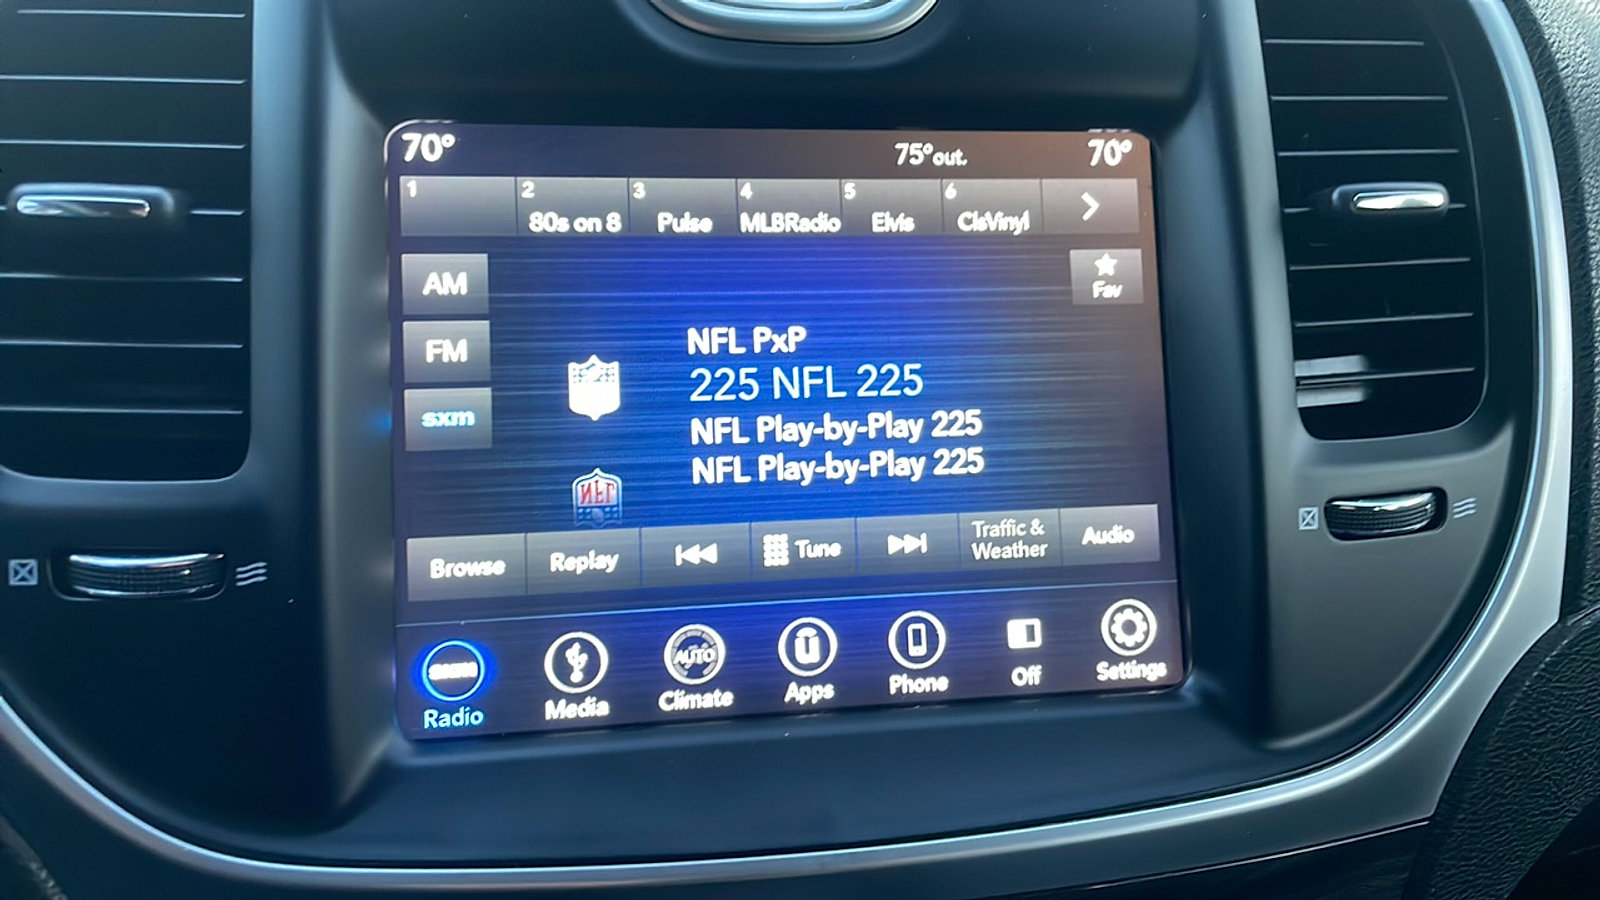 70°
75°out.
70°
1
2
80s on 8
3
Pulse
4
MLBRadio
5
Elvis
6
ClsVinyl
AM
Fav
FM
sxm
NFL PxP
225 NFL 225
NFL Play-by-Play 225
NFL Play-by-Play 225
NFL
Browse
Replay
Tune
Traffic &
Weather
Audio
sxm
AUTO
Radio
Media
Climate
Apps
Phone
Off
Settings